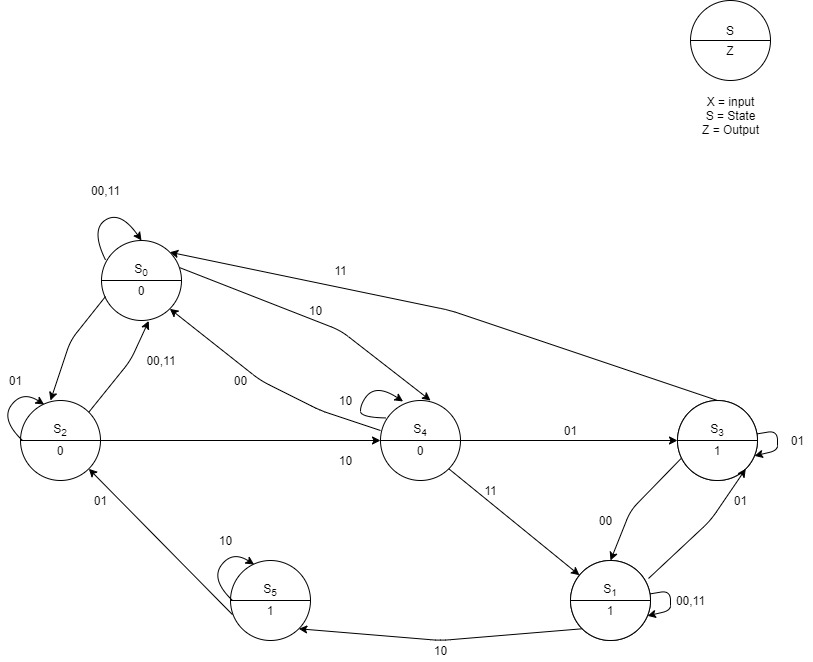 S
Z
X = input
S = State
Z = Output
00,11
S0
0
11
10
00,11
00
01
10
S2
0
S4
0
01
S3
1
01
10
01
11
01
00
10
S5
1
S1
1
00,11
10